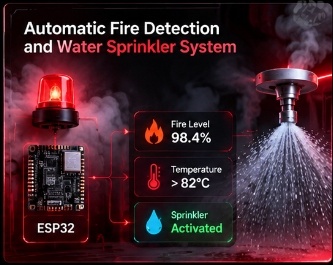 Automatic Fire Detection
and Water Sprinkler System
Fire Level
98.4%
Temperature
> 82°C
Sprinkler
Activated
ESP32